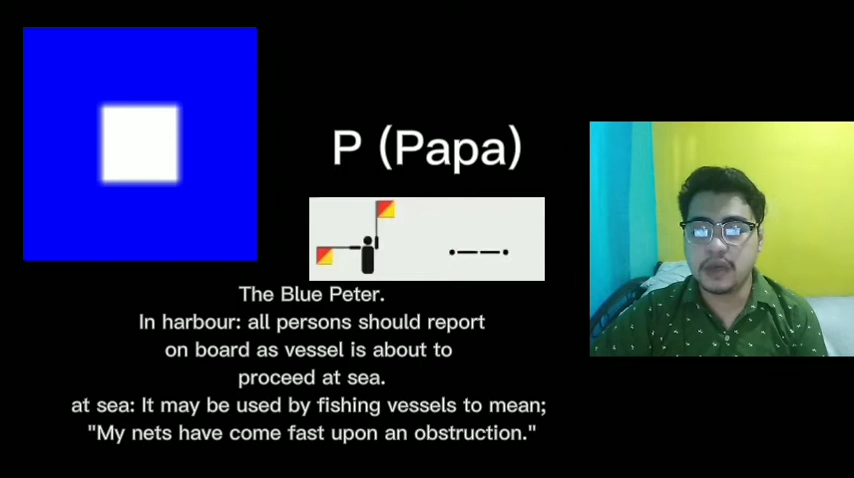 P (Papa)
The Blue Peter.
In harbour: all persons should report
on board as vessel is about to
proceed at sea.
at sea: It may be used by fishing vessels to mean;
"My nets have come fast upon an obstruction."